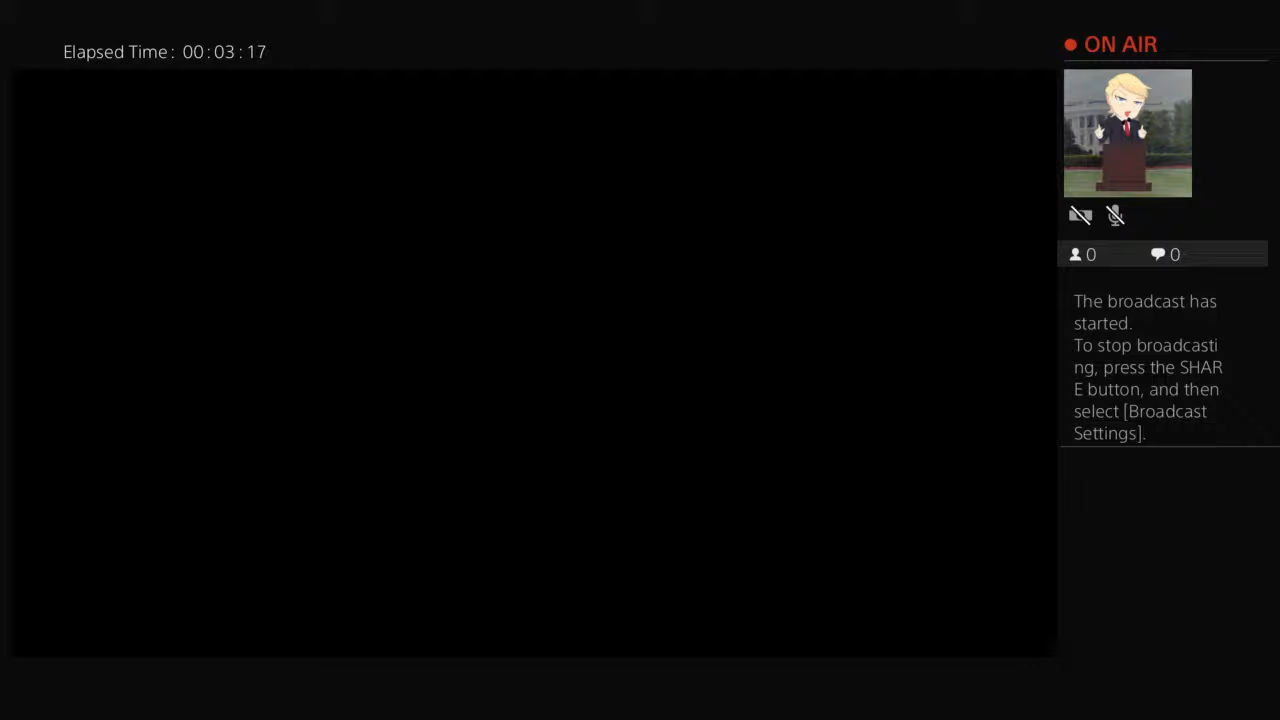 Elapsed Time: 00:03:17
ON AIR
0 0
The broadcast has
started.
To stop broadcasti
ng, press the SHAR
E button, and then
select [Broadcast
Settings].